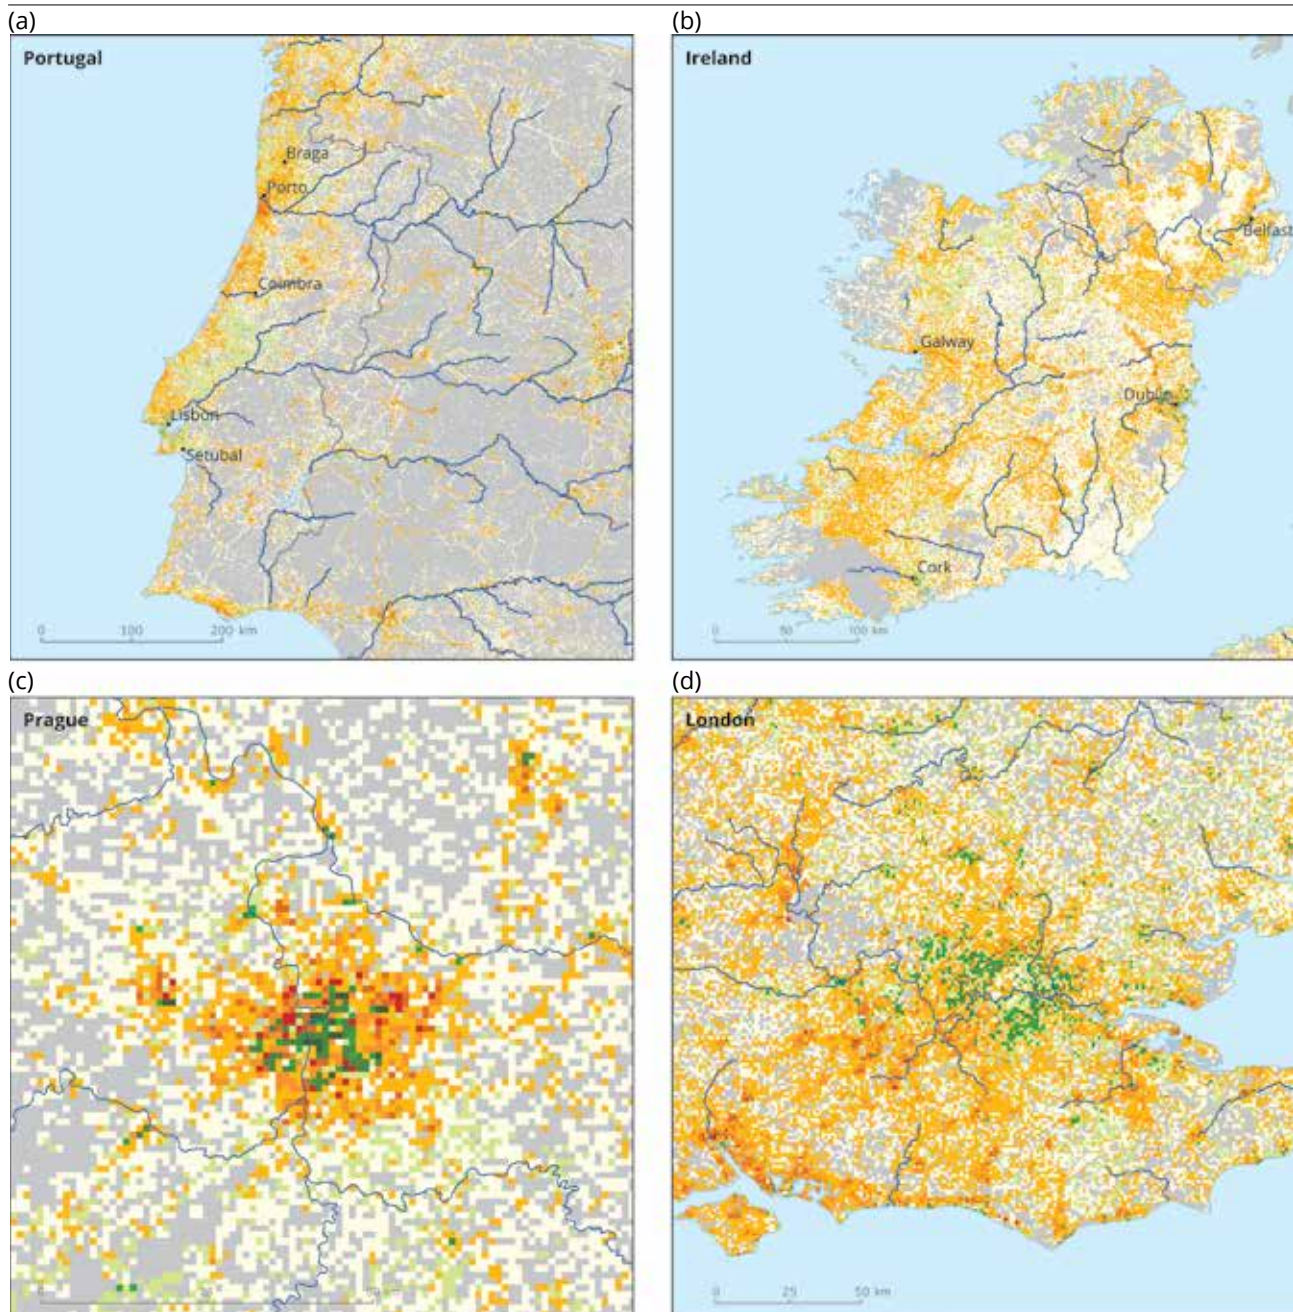 (a)
(b)
Portugal
Braga
Porto
Coimbra
Lisbon
Setubal
0 100 200 km
Ireland
Belfast
Galway
Dublin
Cork
0 50 100 km
(c)
(d)
Prague
0
London
0 25 50 km